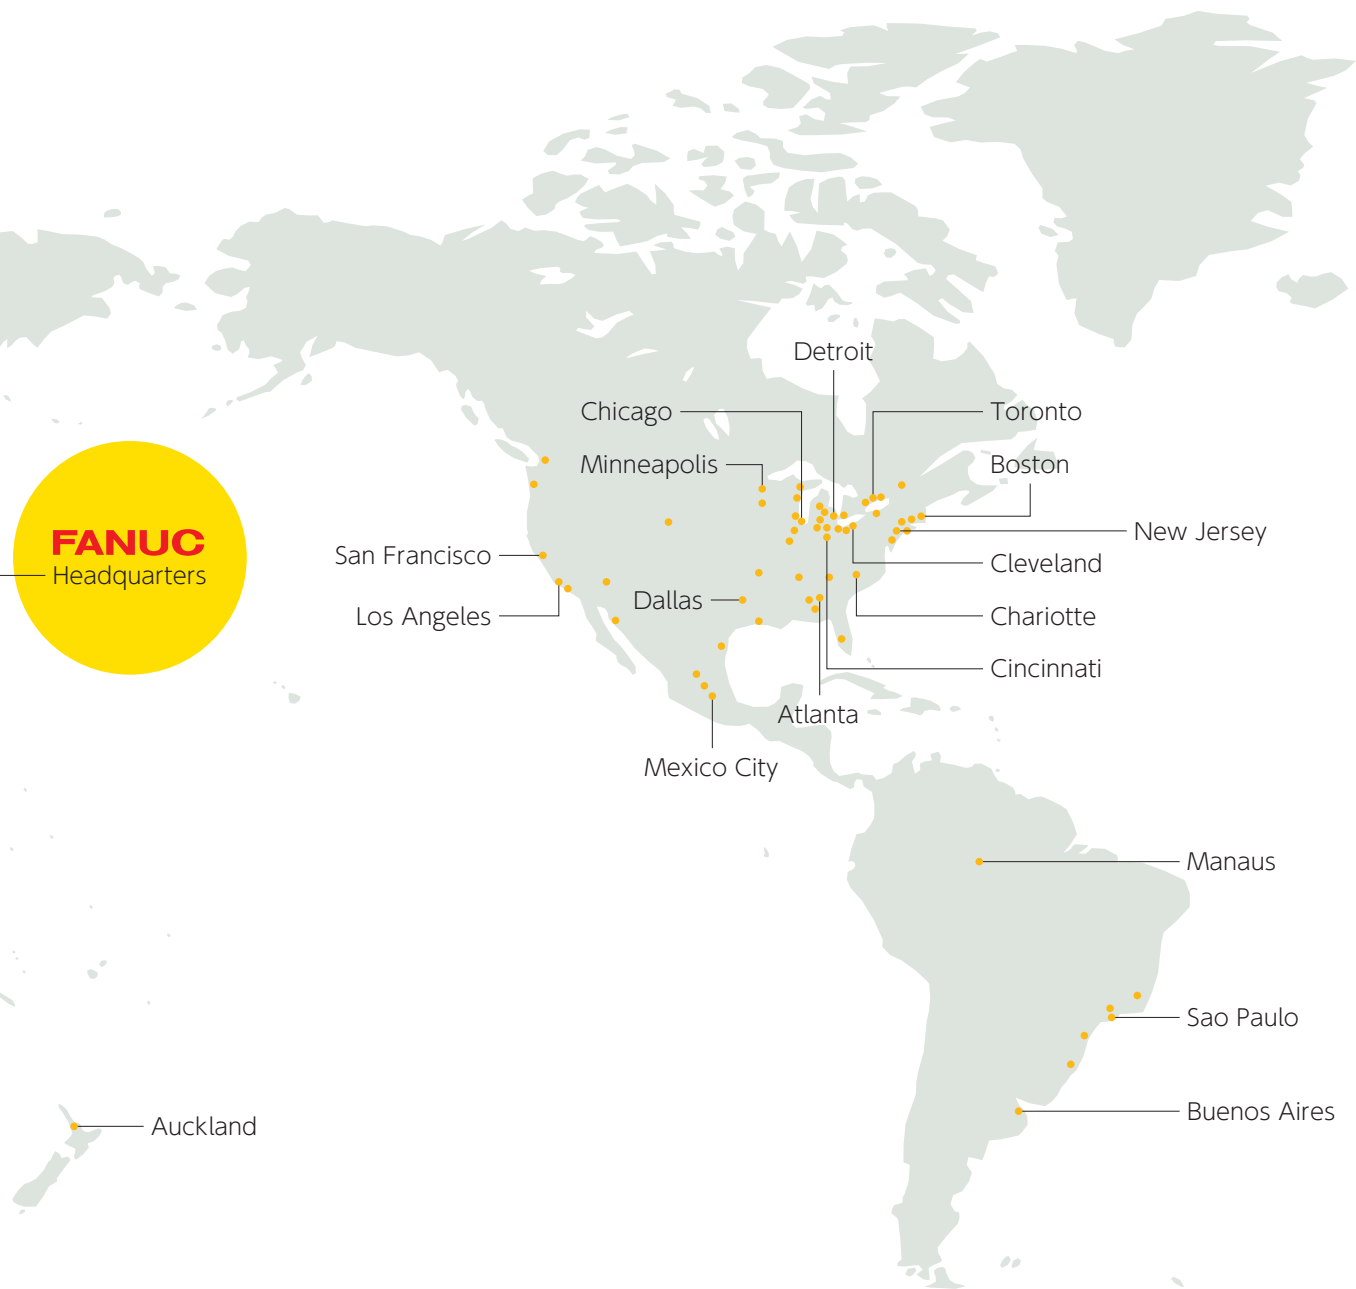 Detroit
Chicago
Toronto
Minneapolis
Boston
New Jersey
FANUC
Headquarters
San Francisco
Cleveland
Dallas
Los Angeles
Chariotte
Cincinnati
Atlanta
Mexico City
Manaus
Sao Paulo
Buenos Aires
Auckland